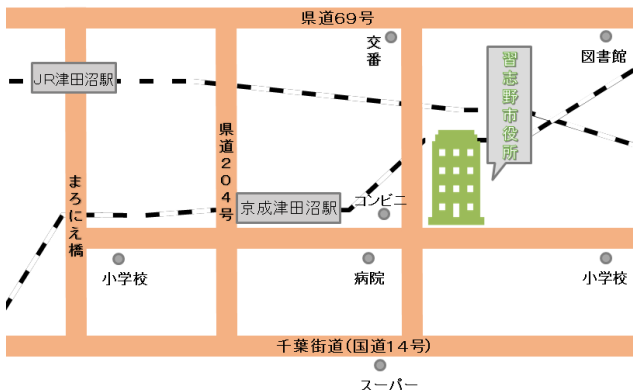 県道69号
交番
図書館
習志野市役所
JR津田沼駅
県道204号
まろにえ橋
京成津田沼駅
コンビニ
小学校
病院
小学校
千葉街道(国道14号)
スーパー